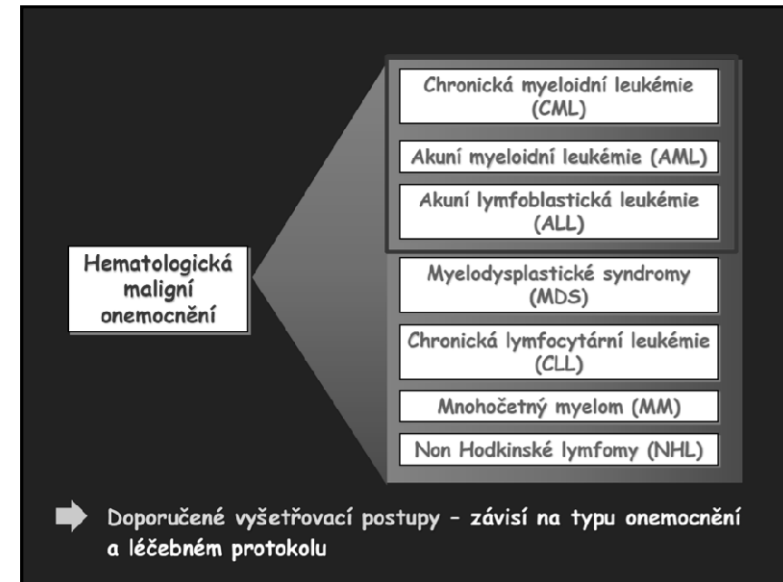 Hematologická
maligní
onemocnění
Chronická myeloidní leukémie
(CML)
Akuní myeloidní leukémie (AML)
Akuní lymfoblastická leukémie
(ALL)
Myelodysplastické syndromy
(MDS)
Chronická lymfocytární leukémie
(CLL)
Mnohočetný myelom (MM)
Non Hodkinské lymfomy (NHL)
Doporučené vyšetřovací postupy – závisí na typu onemocnění
a léčebném protokolu